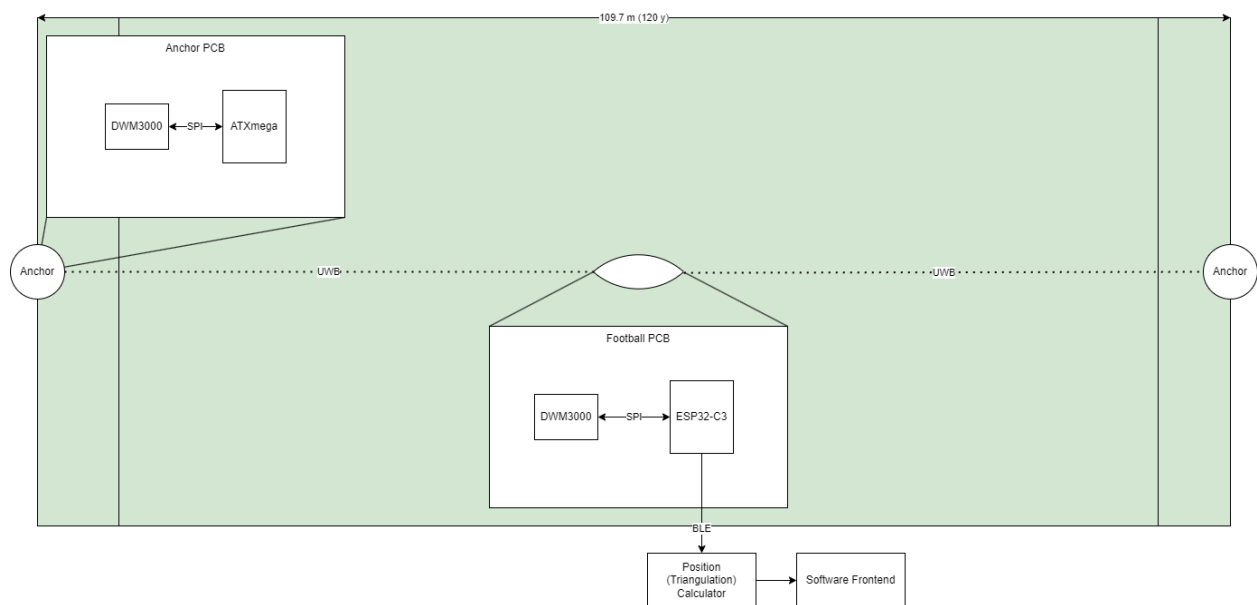 109.7 m (120 y)
Anchor PCB
DWM3000
SPI
ATXmega
Anchor
UWB
UWB
Anchor
Football PCB
DWM3000
SPI
ESP32-C3
BLE
Position
(Triangulation)
Calculator
Software Frontend